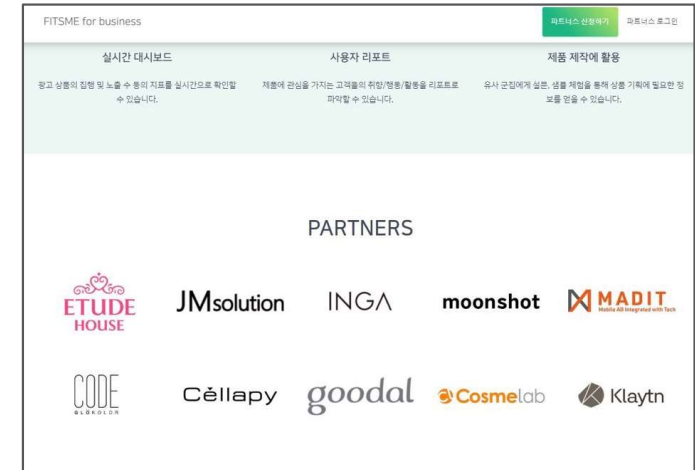 FITSME for business
파트너스 신청하기
파트너스 로그인
실시간 대시보드
사용자 리포트
제품 제작에 활용
광고 상품의 집행 및 노출 수 등의 지표를 실시간으로 확인할
수 있습니다.
제품에 관심을 가지는 고객들의 취향/행동/활동을 리포트로
파악할 수 있습니다.
유사 군집에게 설문, 샘플 체험을 통해 상품 기획에 필요한 정
보를 얻을 수 있습니다.
PARTNERS
ETUDE
HOUSE
JMsolution
INGA
moonshot
MADIT
Mobile AD Integrated with Tech
CODE
GLOKOLOR
Cèllapy
goodal
Cosmelab
Klaytn